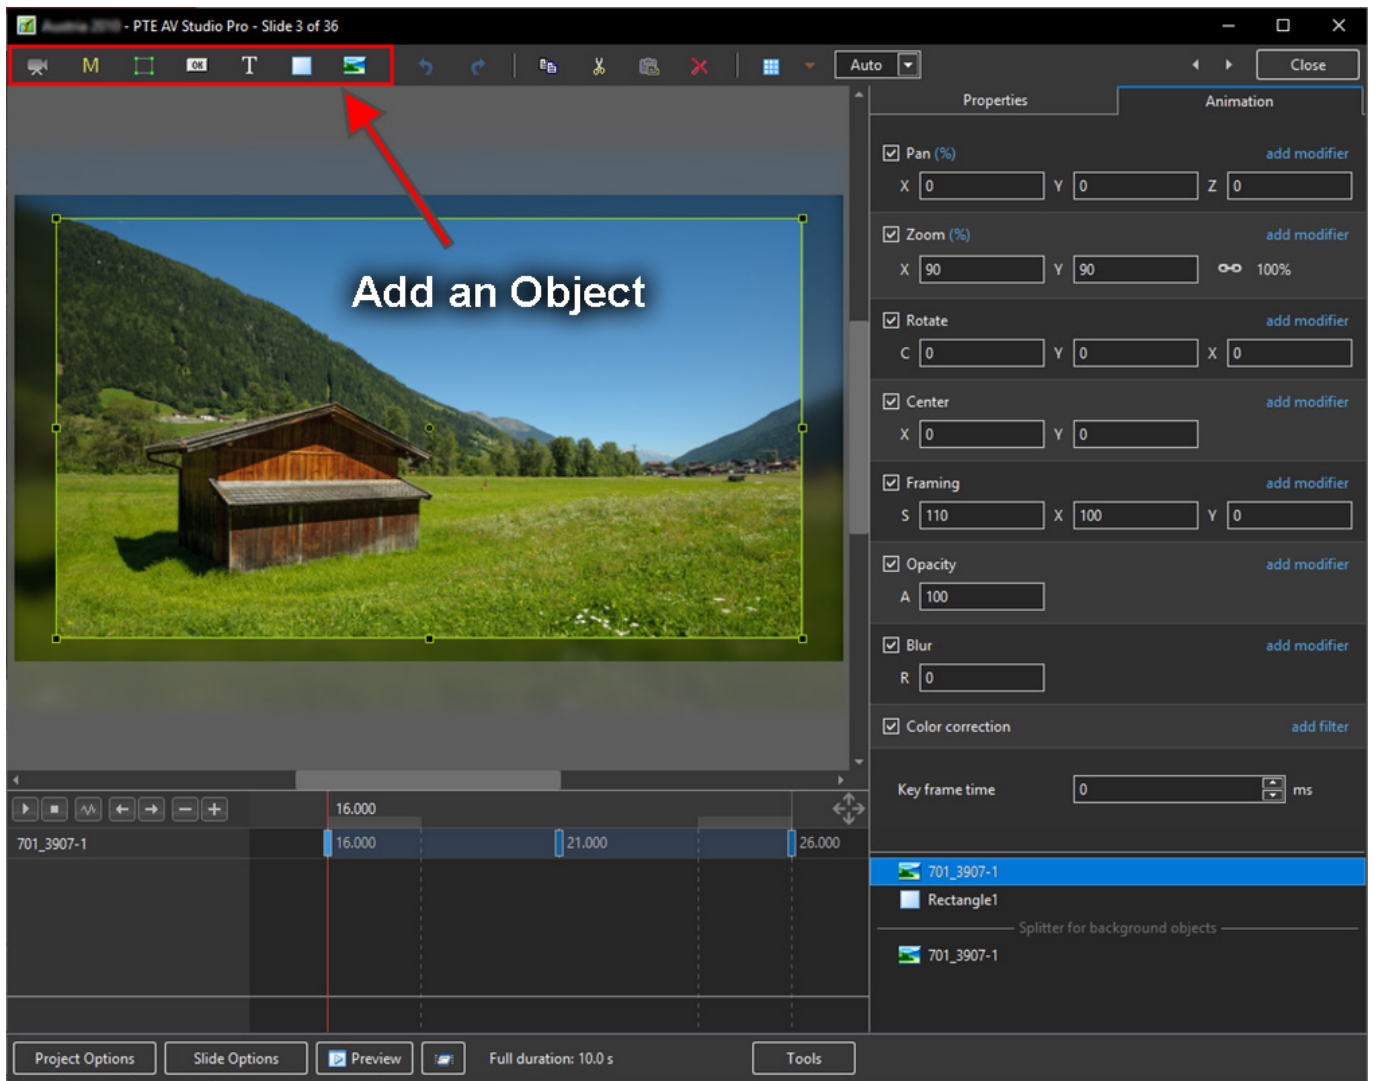 - PTE AV Studio Pro - Slide 3 of 36
M OK T Auto Close
Properties Animation
Add an Object
Pan (%) add modifier
X 0 Y 0 Z 0
Zoom (%) add modifier
X 90 Y 90 100%
Rotate add modifier
C 0 Y 0 X 0
Center add modifier
X 0 Y 0
Framing add modifier
S 110 X 100 Y 0
Opacity add modifier
A 100
Blur add modifier
R 0
Color correction add filter
Key frame time 0 ms
16.000
701_3907-1 16.000 21.000 26.000
701_3907-1
Rectangle1
Splitter for background objects
701_3907-1
Project Options Slide Options Preview Full duration: 10.0 s Tools